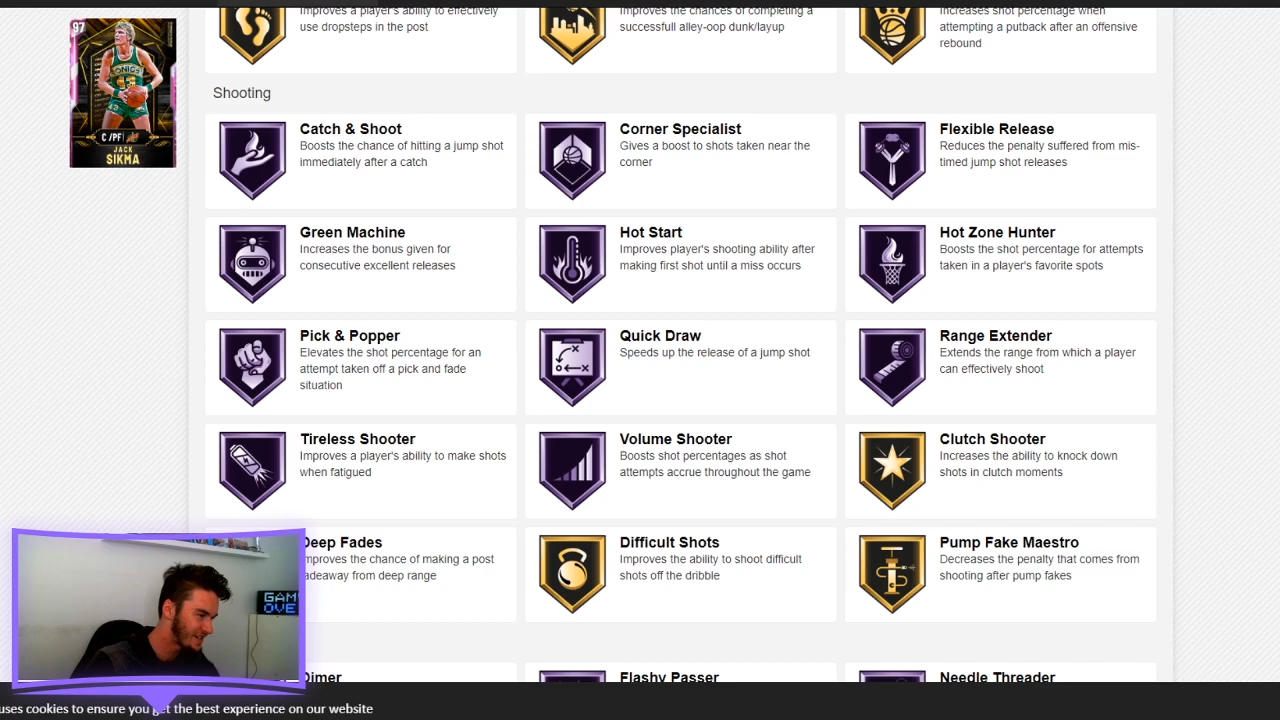 97
SONICS
43
C /PF
JACK
SIKMA
Improves a player's ability to effectively
use dropsteps in the post
Improves the chances of completing a
successful alley-oop dunk/layup
Increases shot percentage when
attempting a putback after an offensive
rebound
Shooting
Catch & Shoot
Boosts the chance of hitting a jump shot
immediately after a catch
Corner Specialist
Gives a boost to shots taken near the
corner
Flexible Release
Reduces the penalty suffered from mis-
timed jump shot releases
Green Machine
Increases the bonus given for
consecutive excellent releases
Hot Start
Improves player's shooting ability after
making first shot until a miss occurs
Hot Zone Hunter
Boosts the shot percentage for attempts
taken in a player's favorite spots
Pick & Popper
Elevates the shot percentage for an
attempt taken off a pick and fade
situation
Quick Draw
Speeds up the release of a jump shot
Range Extender
Extends the range from which a player
can effectively shoot
Tireless Shooter
Improves a player's ability to make shots
when fatigued
Volume Shooter
Boosts shot percentages as shot
attempts accrue throughout the game
Clutch Shooter
Increases the ability to knock down
shots in clutch moments
Deep Fades
Improves the chance of making a post
fadeaway from deep range
Difficult Shots
Improves the ability to shoot difficult
shots off the dribble
Pump Fake Maestro
Decreases the penalty that comes from
shooting after pump fakes
GAME
OVER
Dimer
Flashy Passer
Needle Threader
uses cookies to ensure you get the best experience on our website